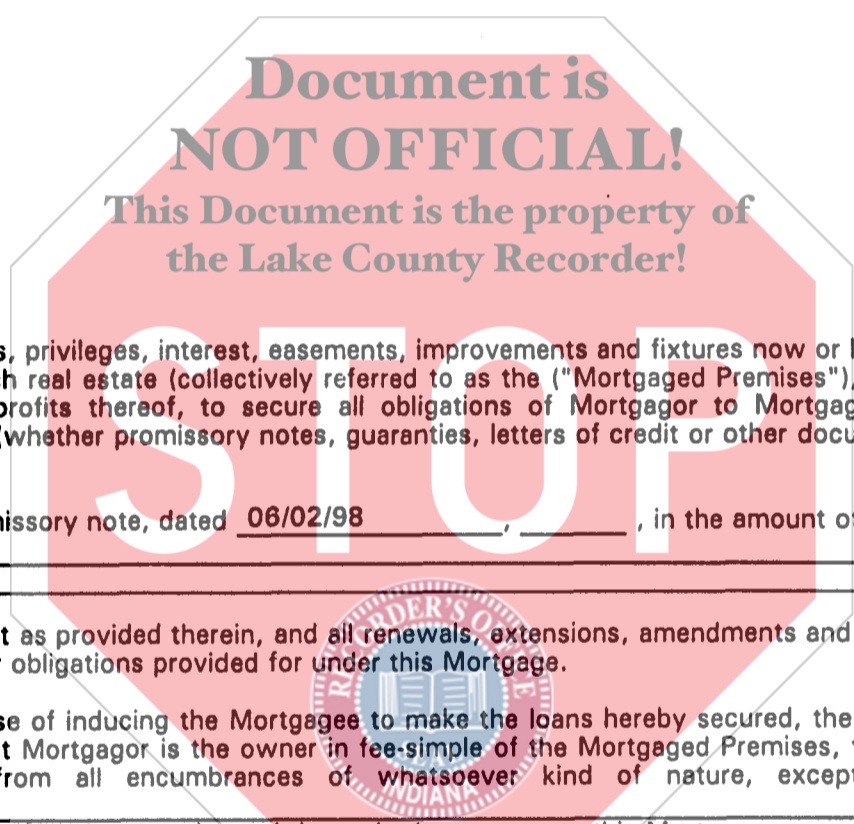 Document is
NOT OFFICIAL!
This Document is the property of
the Lake County Recorder!
STOP
s, privileges, interest, easements, improvements and fixtures now or
h real estate (collectively referred to as the ("Mortgaged Premises"),
profits thereof, to secure all obligations of Mortgagor to Mortgag
(whether promissory notes, guaranties, letters of credit or other docu
issory note, dated 06/02/98 , , in the amount o
t as provided therein, and all renewals, extensions, amendments and
obligations provided for under this Mortgage.
se of inducing the Mortgagee to make the loans hereby secured, the
t Mortgagor is the owner in fee-simple of the Mortgaged Premises,
from all encumbrances of whatsoever kind of nature, except
RECORDER'S OFFICE
SEAL
INDIANA